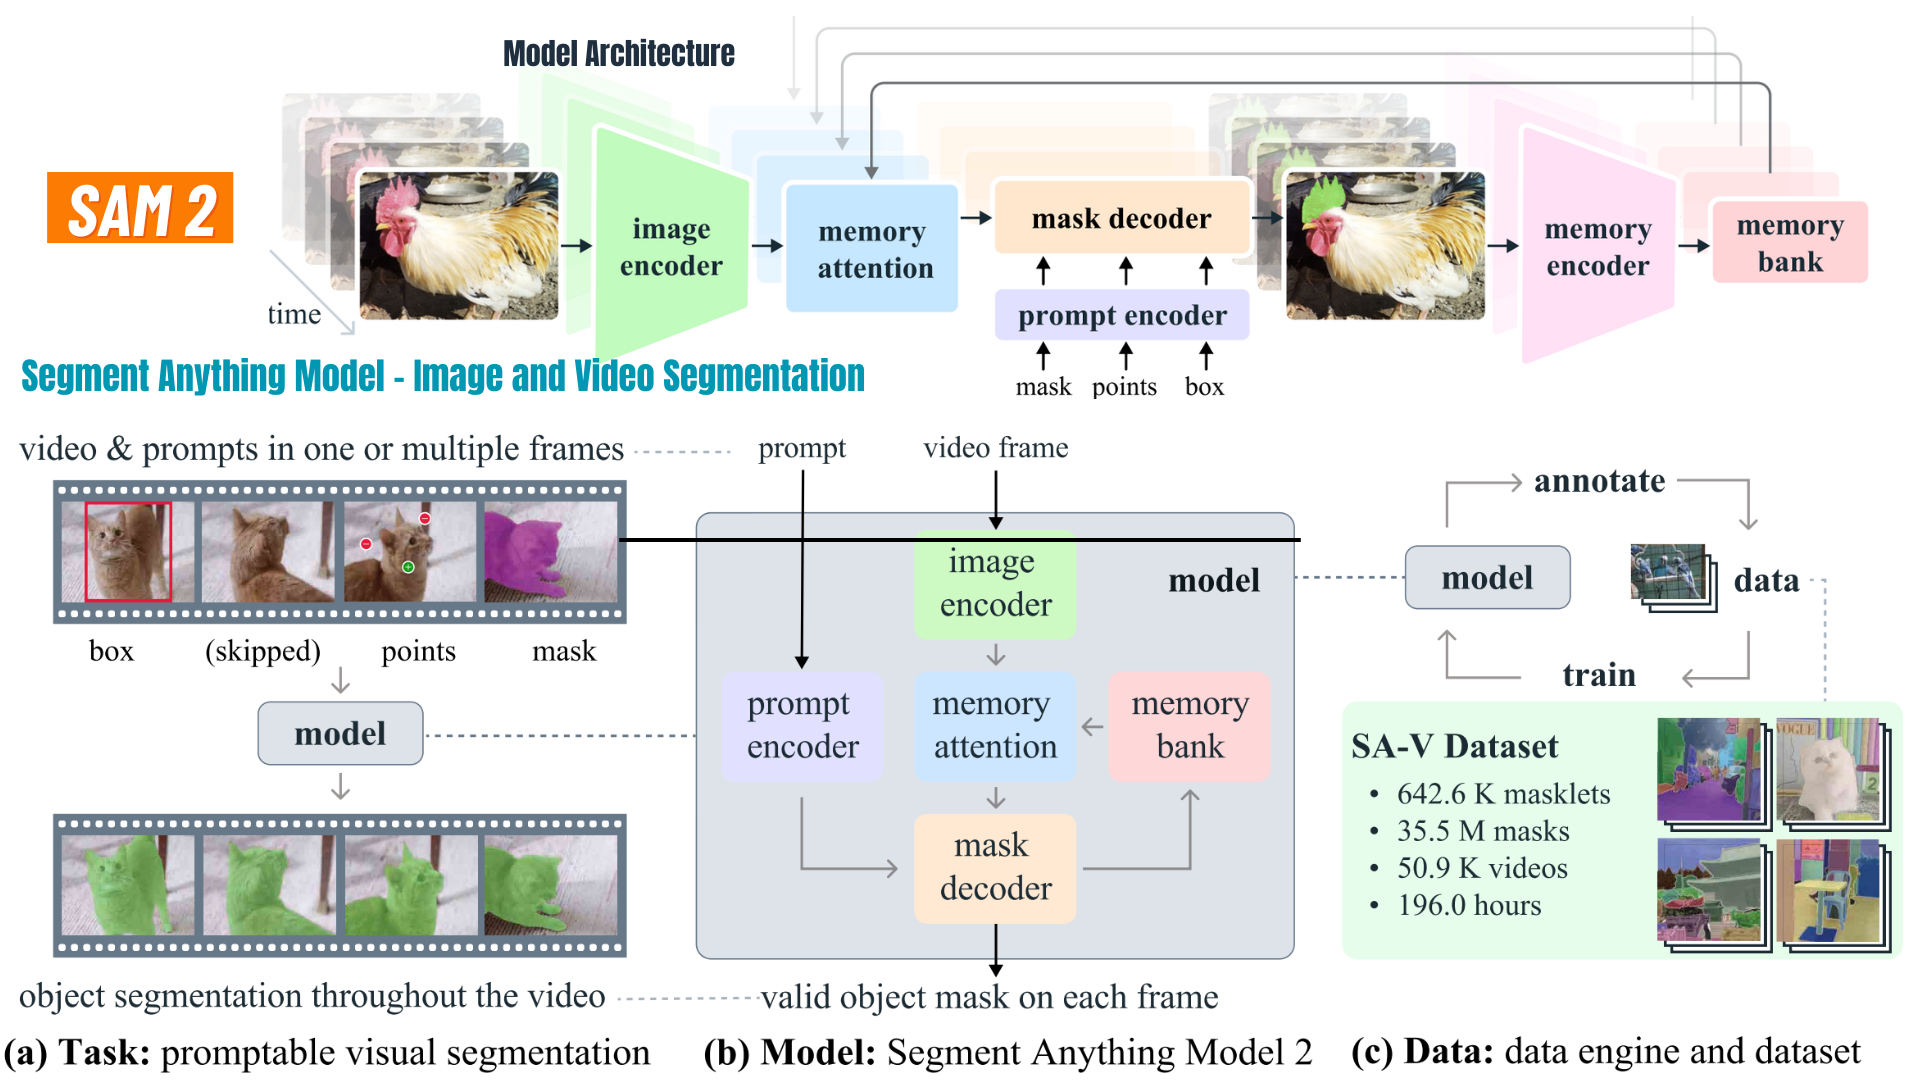 Model Architecture
SAM 2
image
encoder
memory
attention
mask decoder
prompt encoder
mask
points
box
memory
encoder
memory
bank
time
Segment Anything Model - Image and Video Segmentation
video & prompts in one or multiple frames
box
(skipped)
points
mask
model
object segmentation throughout the video
(a) Task: promptable visual segmentation
prompt
video frame
image
encoder
model
prompt
encoder
memory
attention
memory
bank
mask
decoder
valid object mask on each frame
(b) Model: Segment Anything Model 2
annotate
model
data
train
SA-V Dataset
• 642.6 K masklets
• 35.5 M masks
• 50.9 K videos
• 196.0 hours
VOGUE
2
(c) Data: data engine and dataset